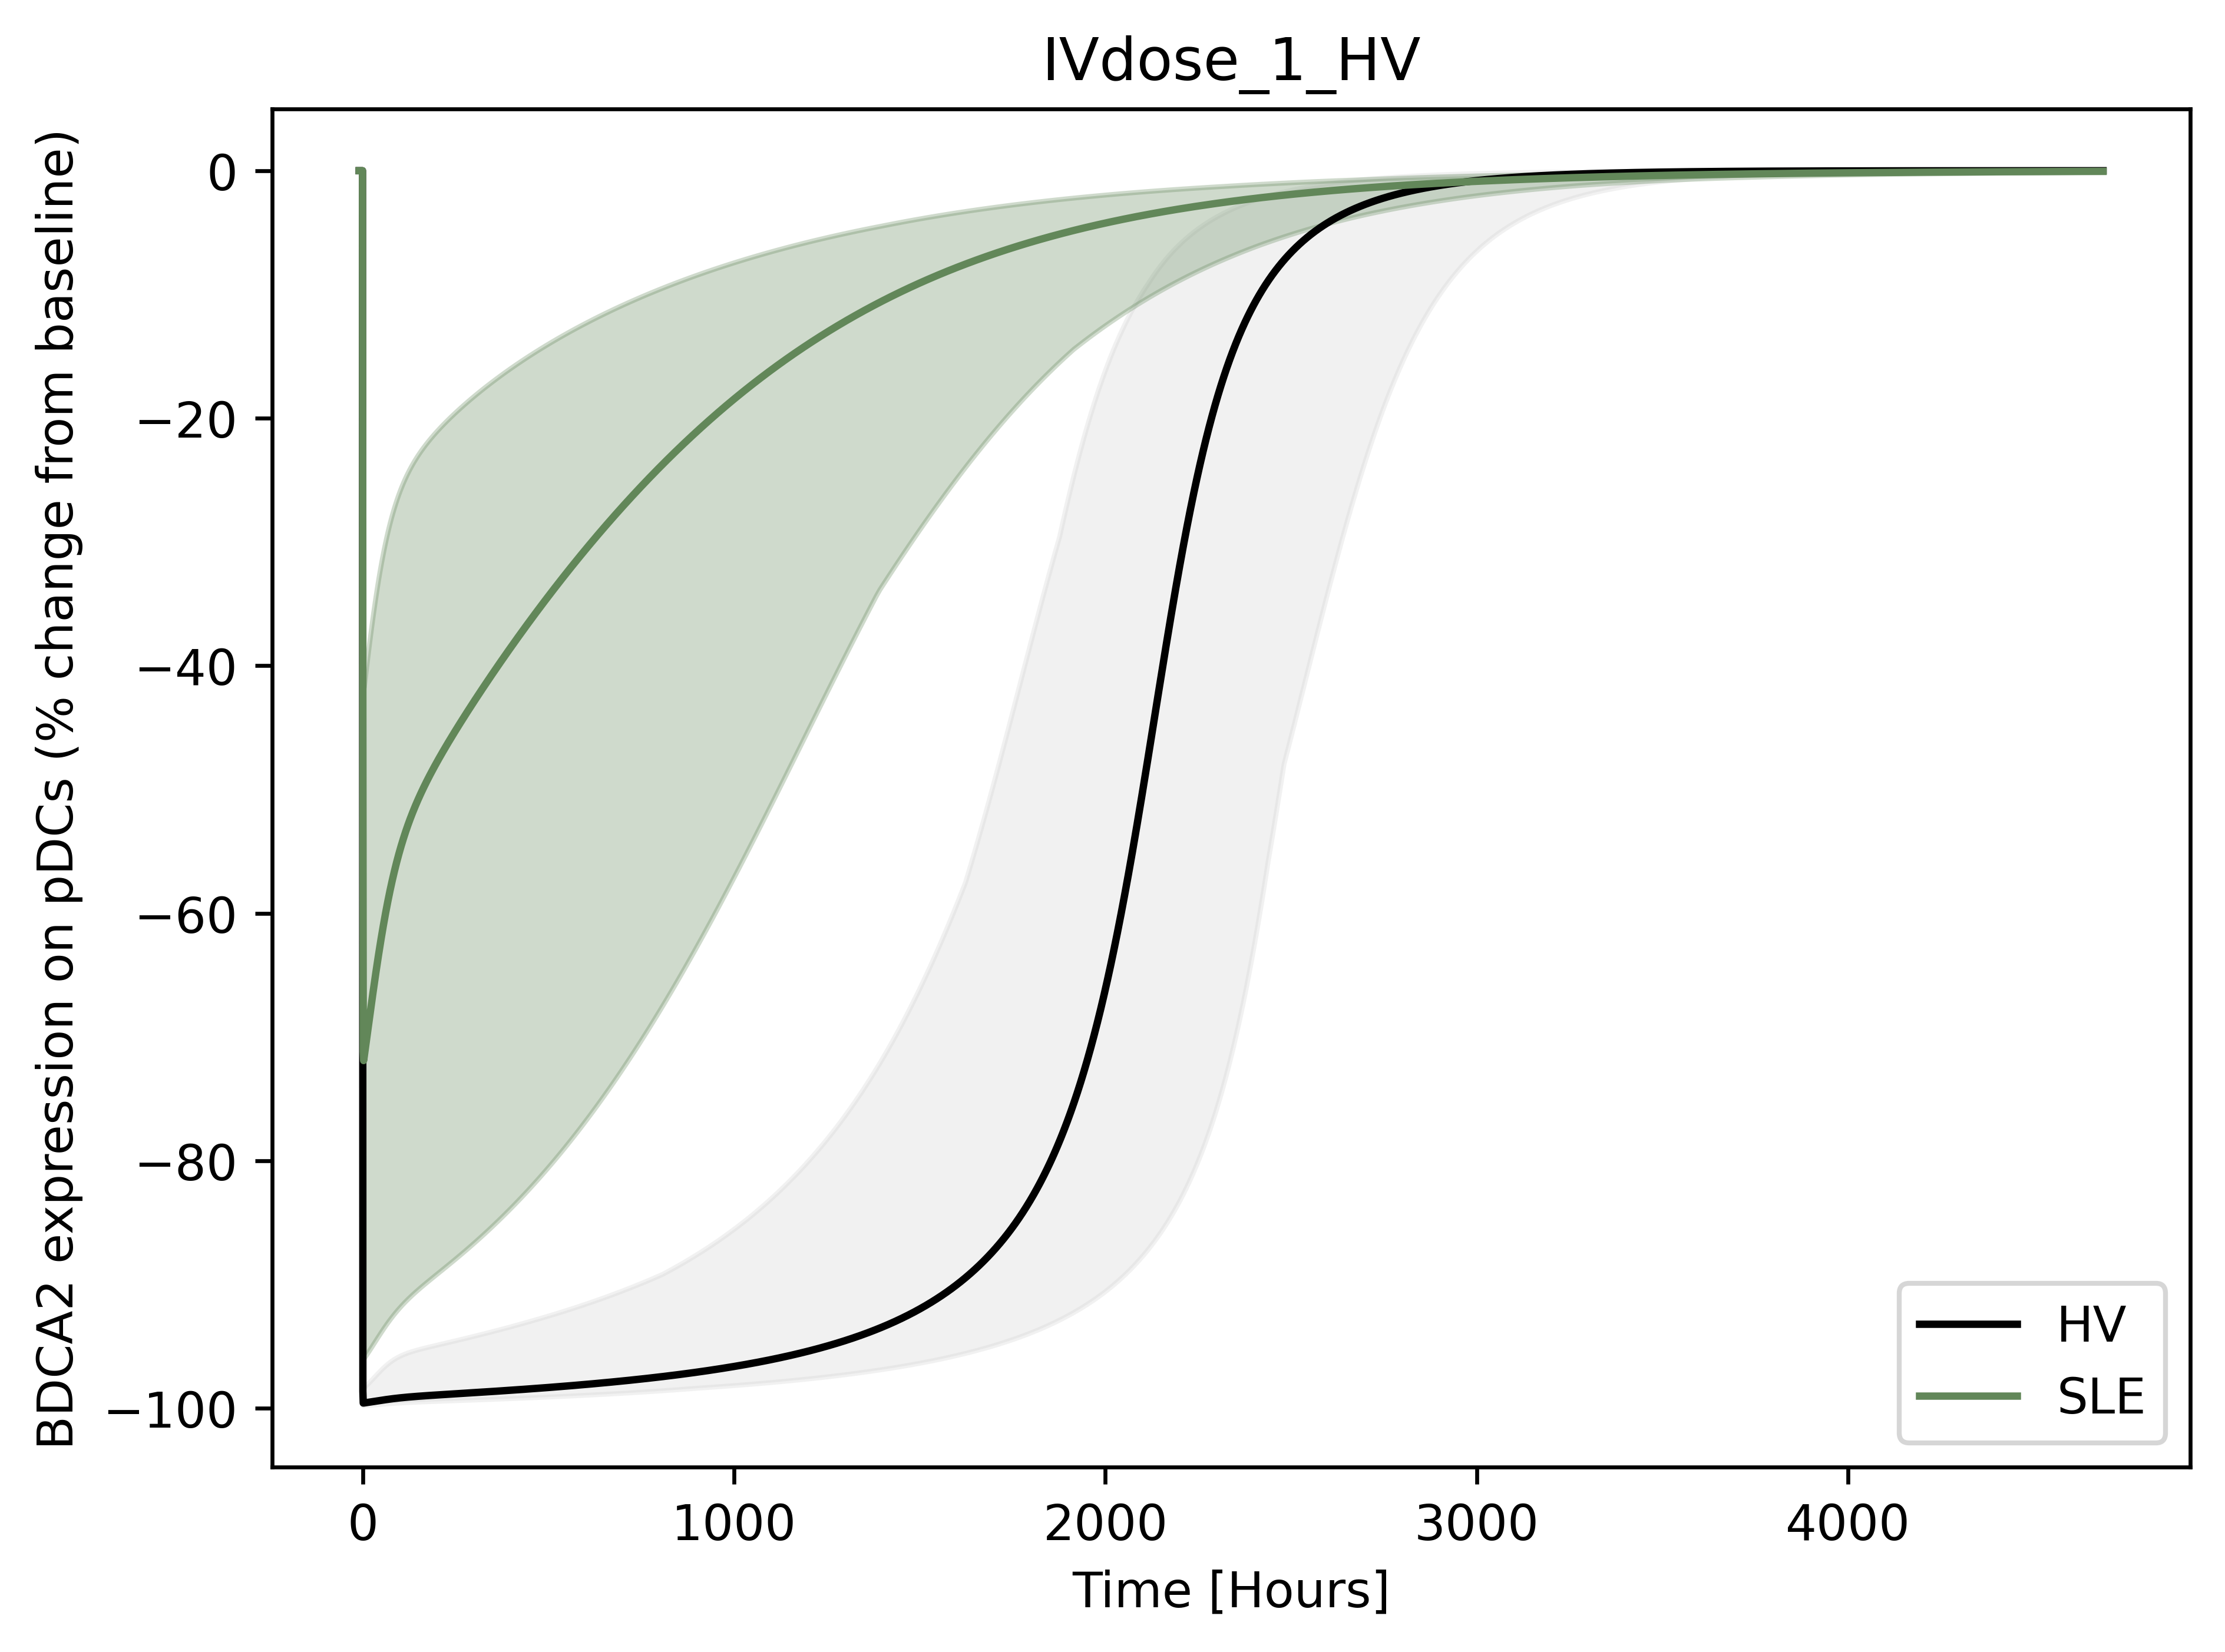 IVdose_1_HV
BDCA2 expression on pDCs (% change from baseline)
0
−20
−40
−60
−80
−100
0
1000
2000
3000
4000
Time [Hours]
HV
SLE